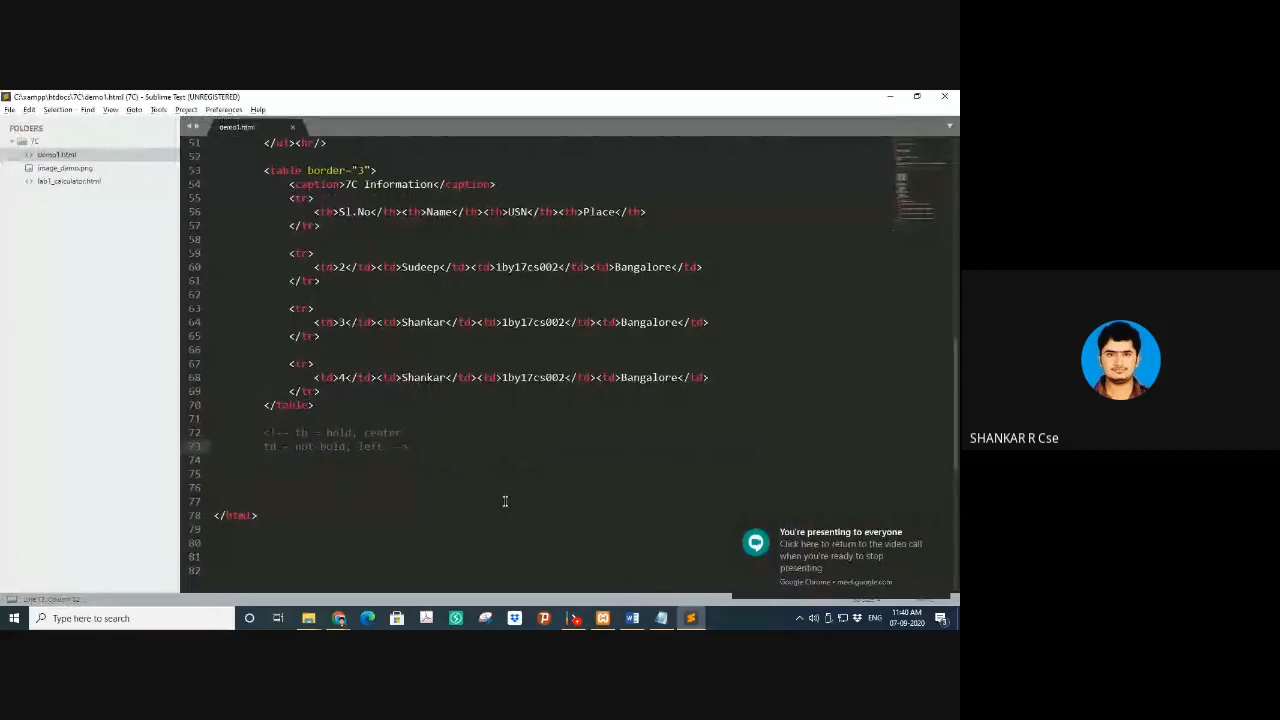 C:\xampp\htdocs\7C\demo1.html (7C) - Sublime Text (UNREGISTERED)
File Edit Selection Find View Goto Tools Project Preferences Help
FOLDERS
7C
demo1.html
image_demo.png
lab1_calculator.html
demo1.html
51 </ul><hr/>
52
53 <table border="3">
54 <caption>7C Information</caption>
55 <tr>
56 <th>Sl.No</th><th>Name</th><th>USN</th><th>Place</th>
57 </tr>
58
59 <tr>
60 <td>2</td><td>Sudeep</td><td>1by17cs002</td><td>Bangalore</td>
61 </tr>
62
63 <tr>
64 <td>3</td><td>Shankar</td><td>1by17cs002</td><td>Bangalore</td>
65 </tr>
66
67 <tr>
68 <td>4</td><td>Shankar</td><td>1by17cs002</td><td>Bangalore</td>
69 </tr>
70 </table>
71
72 <!-- th = bold, center
73 td = not bold, left -->
74
75
76
77
78 </html>
79
80
81
82
You're presenting to everyone
Click here to return to the video call
when you're ready to stop
presenting
Google Chrome • meet.google.com
SHANKAR R Cse
Type here to search
ENG
11:40 AM
07-09-2020